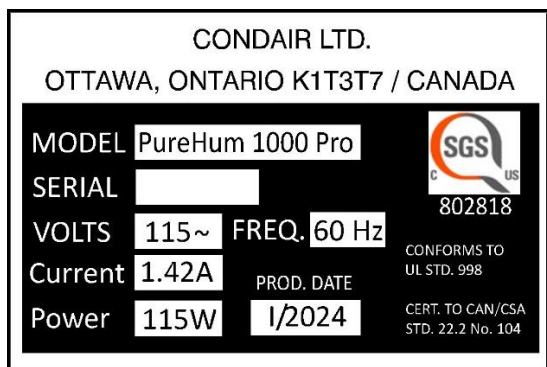 CONDAIR LTD.
OTTAWA, ONTARIO K1T3T7 / CANADA
MODEL PureHum 1000 Pro
SERIAL
VOLTS 115~ FREQ. 60 Hz
Current 1.42A
PROD. DATE
Power 115W I/2024
SGS
C US
802818
CONFORMS TO
UL STD. 998
CERT. TO CAN/CSA
STD. 22.2 No. 104